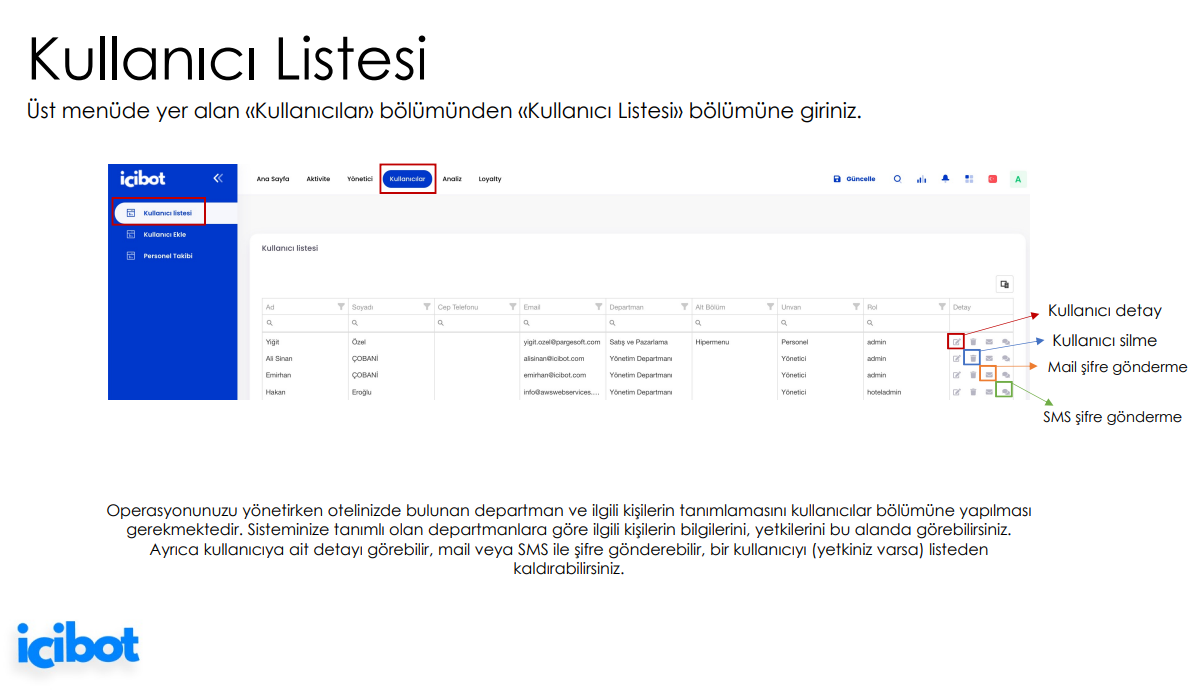 Kullanıcı Listesi
Üst menüde yer alan «Kullanıcılar» bölümünden «Kullanıcı Listesi» bölümüne giriniz.
icibot
Ana Sayfa Aktivite Yönetici Kullanıcılar Analiz Loyalty Güncelle A
Kullanıcı listesi
Kullanıcı Ekle
Personel Takibi
Kullanıcı listesi
Ad Soyadı Cep Telefonu Email Departman Alt Bölüm Unvan Rol Detay
Yiğit Özel yigit.ozel@pargesoft.com Satış ve Pazarlama Hipermenu Personel admin
Ali Sinan ÇOBANİ alisinan@icibot.com Yönetim Departmanı Yönetici admin
Emirhan ÇOBANİ emirhan@icibot.com Yönetim Departmanı Yönetici admin
Hakan Eroğlu info@awswebservices.... Yönetim Departmanı Yönetici hoteladmin
Kullanıcı detay
Kullanıcı silme
Mail şifre gönderme
SMS şifre gönderme
Operasyonunuzu yönetirken otelinizde bulunan departman ve ilgili kişilerin tanımlamasını kullanıcılar bölümüne yapılması
gerekmektedir. Sisteminize tanımlı olan departmanlara göre ilgili kişilerin bilgilerini, yetkilerini bu alanda görebilirsiniz.
Ayrıca kullanıcıya ait detayı görebilir, mail veya SMS ile şifre gönderebilir, bir kullanıcıyı (yetkiniz varsa) listeden
kaldırabilirsiniz.
icibot